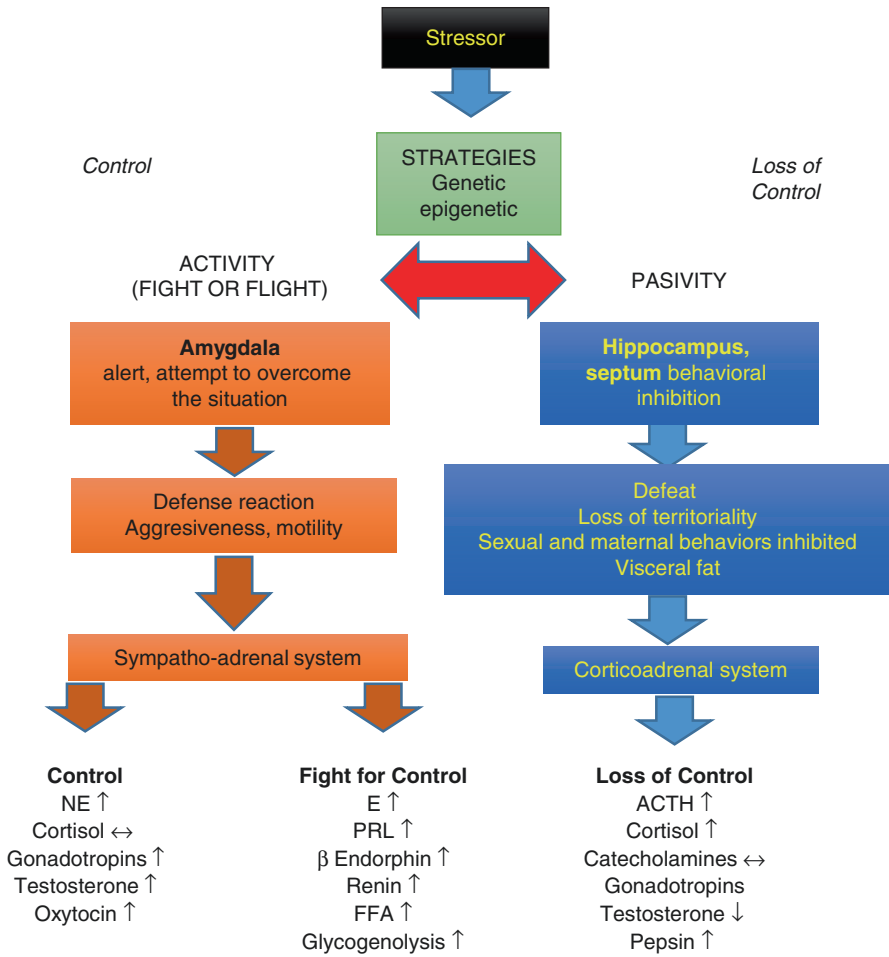 Stressor
Control
STRATEGIES
Genetic
epigenetic
Loss of
Control
ACTIVITY
(FIGHT OR FLIGHT)
PASIVITY
Amygdala
alert, attempt to overcome
the situation
Hippocampus,
septum behavioral
inhibition
Defense reaction
Aggresiveness, motility
Defeat
Loss of territoriality
Sexual and maternal behaviors inhibited
Visceral fat
Sympatho-adrenal system
Corticoadrenal system
Control
NE ↑
Cortisol ↔
Gonadotropins ↑
Testosterone ↑
Oxytocin ↑
Fight for Control
E ↑
PRL ↑
β Endorphin ↑
Renin ↑
FFA ↑
Glycogenolysis ↑
Loss of Control
ACTH ↑
Cortisol ↑
Catecholamines ↔
Gonadotropins
Testosterone ↓
Pepsin ↑